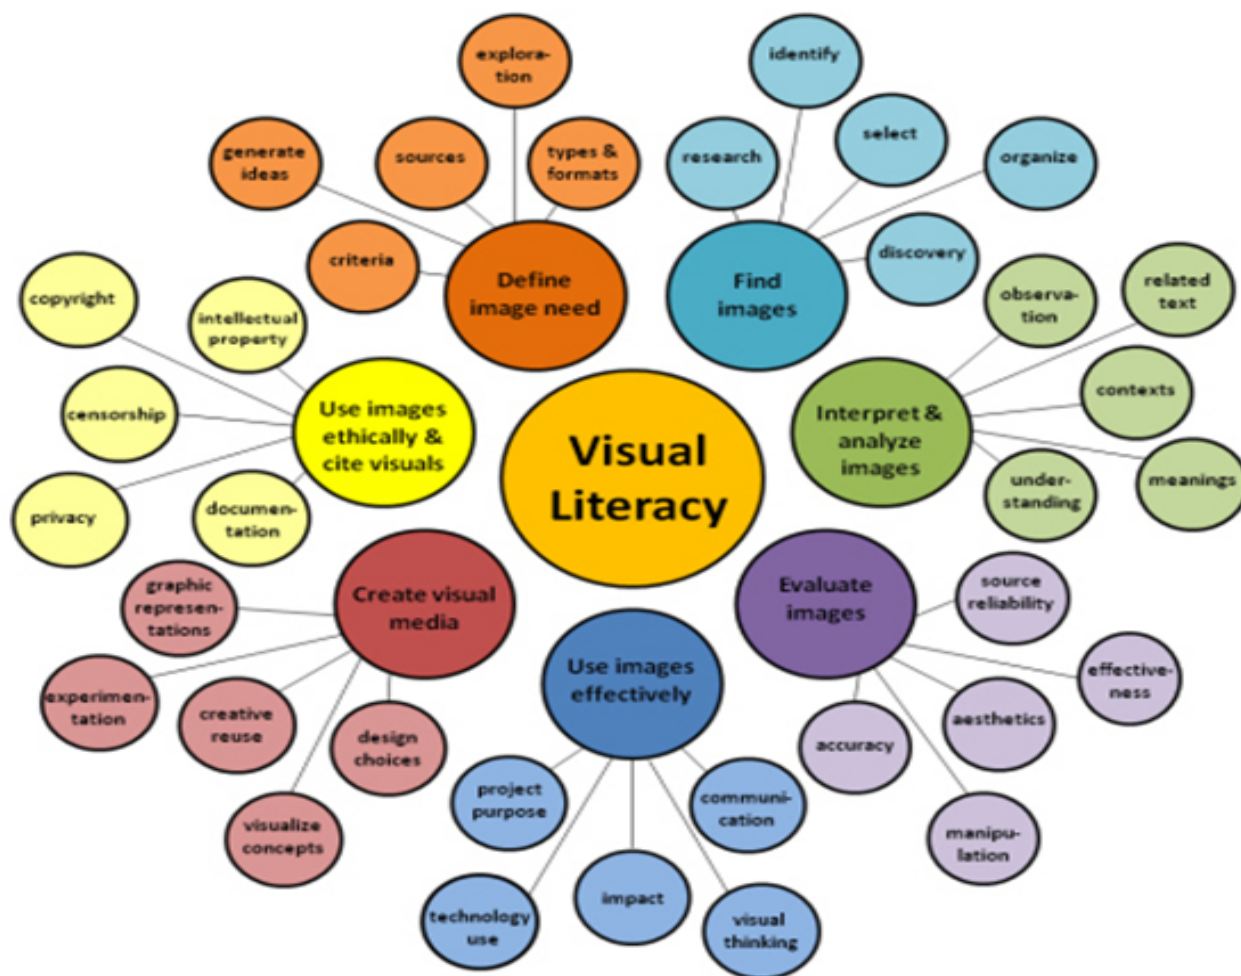 Visual
Literacy
Define
image need
explora-
tion
generate
ideas
sources
types &
formats
criteria
Find
images
identify
research
select
organize
discovery
Interpret &
analyze
images
observa-
tion
related
text
contexts
under-
standing
meanings
Evaluate
images
source
reliability
effective-
ness
aesthetics
accuracy
manipu-
lation
Use images
effectively
project
purpose
communi-
cation
technology
use
impact
visual
thinking
Create visual
media
graphic
represen-
tations
experimen-
tation
creative
reuse
design
choices
visualize
concepts
Use images
ethically &
cite visuals
copyright
intellectual
property
censorship
privacy
documen-
tation